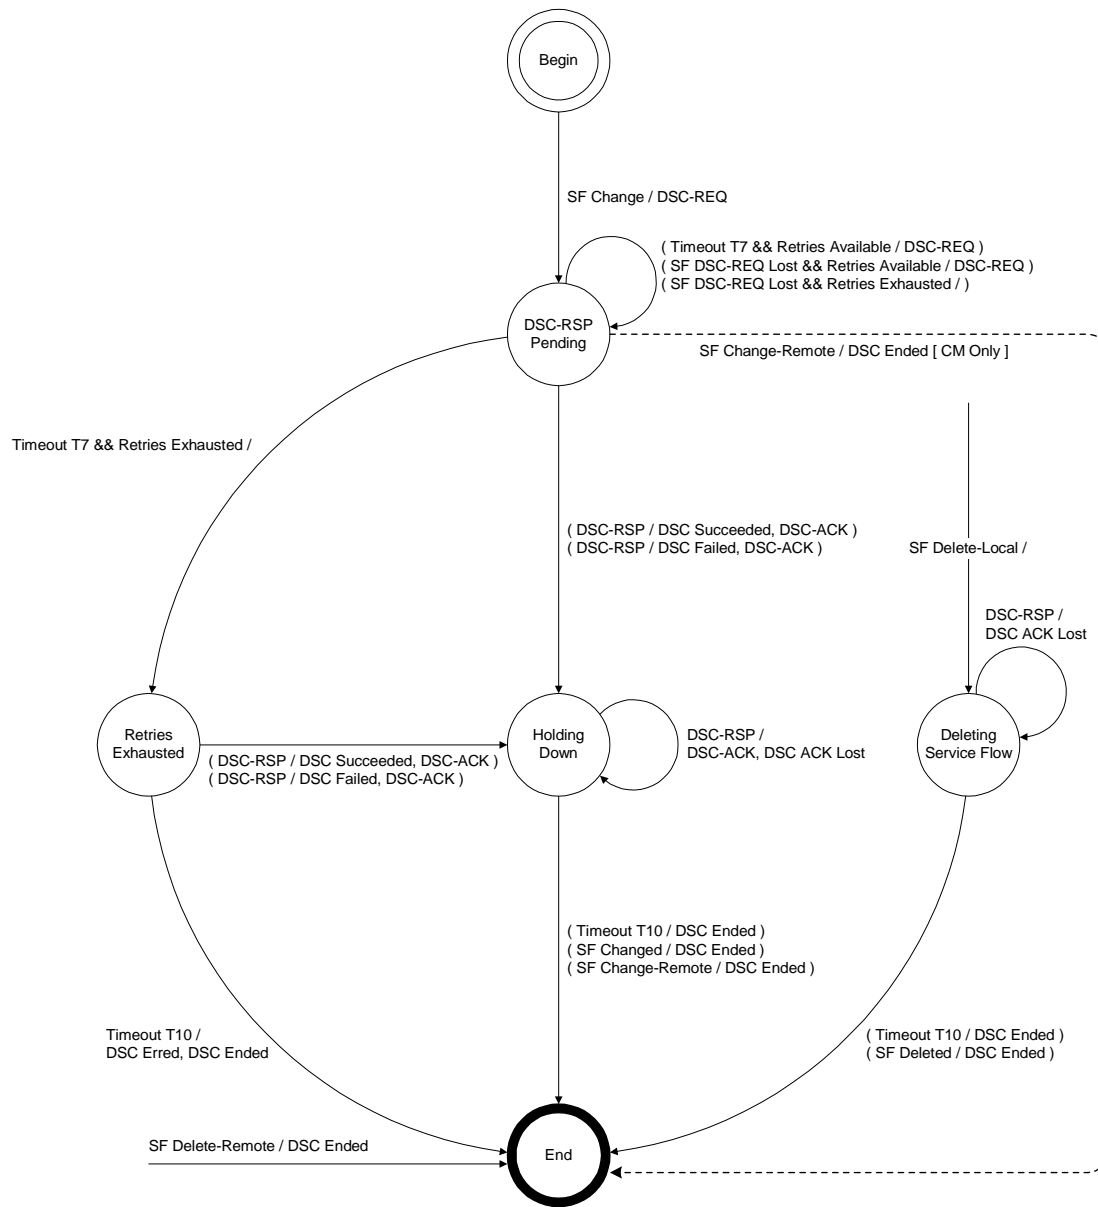 Begin
SF Change / DSC-REQ
( Timeout T7 && Retries Available / DSC-REQ )
( SF DSC-REQ Lost && Retries Available / DSC-REQ )
( SF DSC-REQ Lost && Retries Exhausted / )
DSC-RSP
Pending
SF Change-Remote / DSC Ended [ CM Only ]
Timeout T7 && Retries Exhausted /
( DSC-RSP / DSC Succeeded, DSC-ACK )
( DSC-RSP / DSC Failed, DSC-ACK )
SF Delete-Local /
DSC-RSP /
DSC ACK Lost
Retries
Exhausted
( DSC-RSP / DSC Succeeded, DSC-ACK )
( DSC-RSP / DSC Failed, DSC-ACK )
Holding
Down
DSC-RSP /
DSC-ACK, DSC ACK Lost
Deleting
Service Flow
( Timeout T10 / DSC Ended )
( SF Changed / DSC Ended )
( SF Change-Remote / DSC Ended )
Timeout T10 /
DSC Erred, DSC Ended
( Timeout T10 / DSC Ended )
( SF Deleted / DSC Ended )
SF Delete-Remote / DSC Ended
End